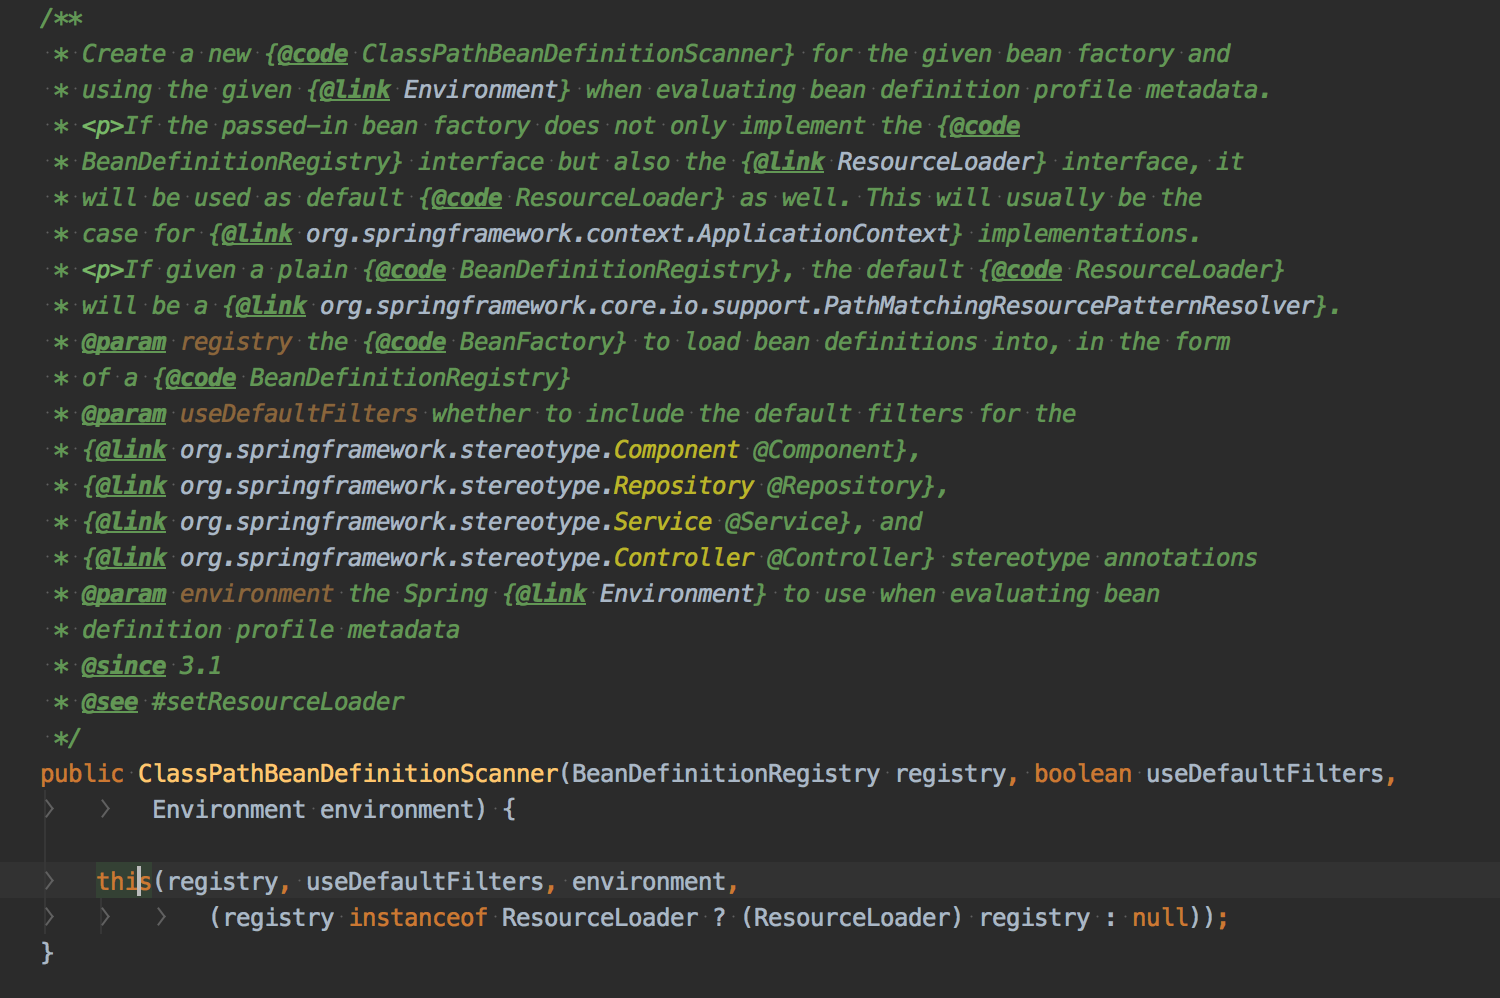 /**
* Create a new {@code ClassPathBeanDefinitionScanner} for the given bean factory and
* using the given {@link Environment} when evaluating bean definition profile metadata.
* <p>If the passed-in bean factory does not only implement the {@code
* BeanDefinitionRegistry} interface but also the {@link ResourceLoader} interface, it
* will be used as default {@code ResourceLoader} as well. This will usually be the
* case for {@link org.springframework.context.ApplicationContext} implementations.
* <p>If given a plain {@code BeanDefinitionRegistry}, the default {@code ResourceLoader}
* will be a {@link org.springframework.core.io.support.PathMatchingResourcePatternResolver}.
* @param registry the {@code BeanFactory} to load bean definitions into, in the form
* of a {@code BeanDefinitionRegistry}
* @param useDefaultFilters whether to include the default filters for the
* {@link org.springframework.stereotype.Component @Component},
* {@link org.springframework.stereotype.Repository @Repository},
* {@link org.springframework.stereotype.Service @Service}, and
* {@link org.springframework.stereotype.Controller @Controller} stereotype annotations
* @param environment the Spring {@link Environment} to use when evaluating bean
* definition profile metadata
* @since 3.1
* @see #setResourceLoader
*/
public ClassPathBeanDefinitionScanner(BeanDefinitionRegistry registry, boolean useDefaultFilters,
Environment environment) {
this(registry, useDefaultFilters, environment,
(registry instanceof ResourceLoader ? (ResourceLoader) registry : null));
}